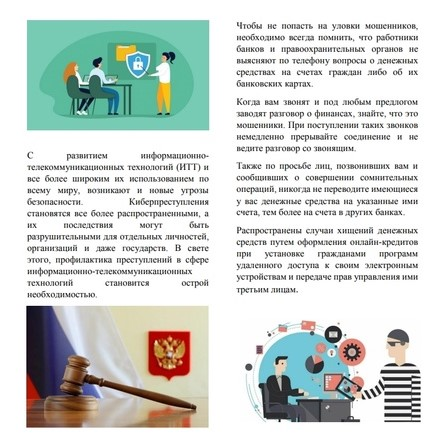 С развитием информационно-
телекоммуникационных технологий (ИТТ) и
все более широким их использованием по
всему миру, возникают и новые угрозы
безопасности. Киберпреступления
становятся все более распространенными, а
их последствия могут быть
разрушительными для отдельных личностей,
организаций и даже государств. В свете
этого, профилактика преступлений в сфере
информационно-телекоммуникационных
технологий становится острой
необходимостью.
Чтобы не попасть на уловки мошенников,
необходимо всегда помнить, что работники
банков и правоохранительных органов не
выясняют по телефону вопросы о денежных
средствах на счетах граждан либо об их
банковских картах.
Когда вам звонят и под любым предлогом
заводят разговор о финансах, знайте, что это
мошенники. При поступлении таких звонков
немедленно прерывайте соединение и не
ведите разговор со звонящим.
Также по просьбе лиц, позвонивших вам и
сообщивших о совершении сомнительных
операций, никогда не переводите имеющиеся
у вас денежные средства на указанные ими
счета, тем более на счета в других банках.
Распространены случаи хищений денежных
средств путем оформления онлайн-кредитов
при установке гражданами программ
удаленного доступа к своим электронным
устройствам и передаче прав управления ими
третьим лицам.